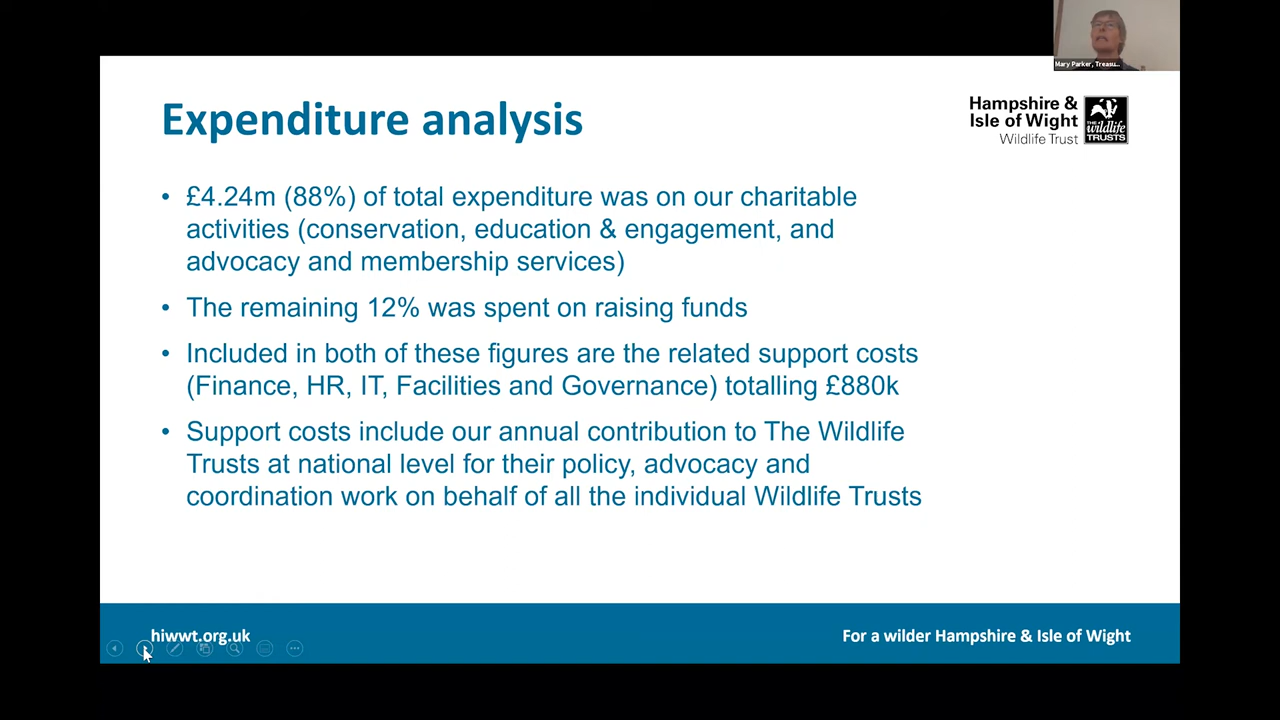 Mary Parker, Treasu...
Expenditure analysis
Hampshire &
Isle of Wight
Wildlife Trust
THE
wildlife
TRUSTS
• £4.24m (88%) of total expenditure was on our charitable
activities (conservation, education & engagement, and
advocacy and membership services)
• The remaining 12% was spent on raising funds
• Included in both of these figures are the related support costs
(Finance, HR, IT, Facilities and Governance) totalling £880k
• Support costs include our annual contribution to The Wildlife
Trusts at national level for their policy, advocacy and
coordination work on behalf of all the individual Wildlife Trusts
hiwwt.org.uk
For a wilder Hampshire & Isle of Wight